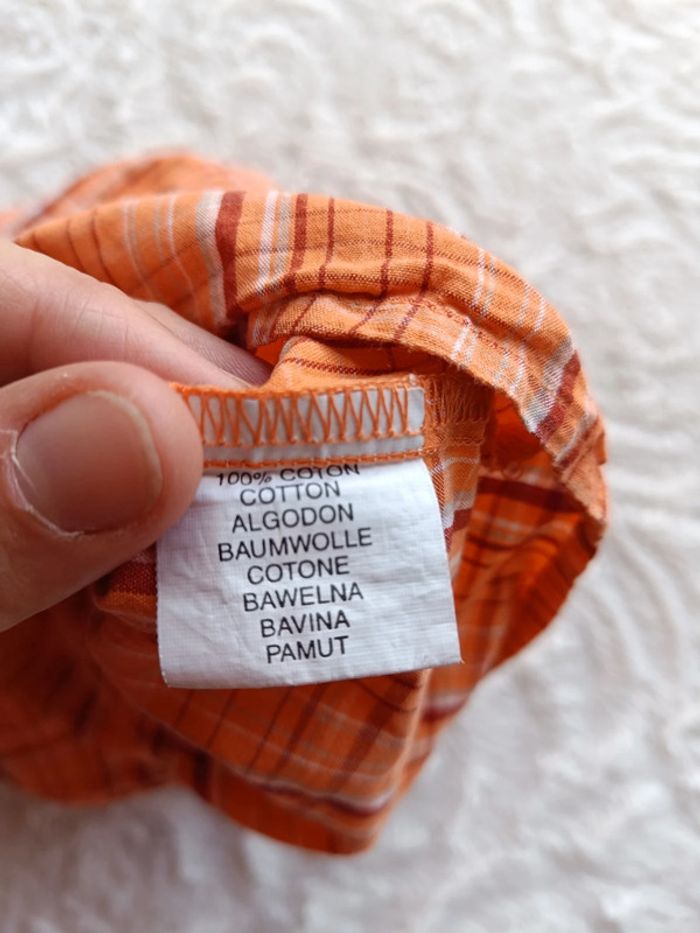 100% COTON
COTTON
ALGODON
BAUMWOLLE
COTONE
BAWELNA
BAVINA
PAMUT